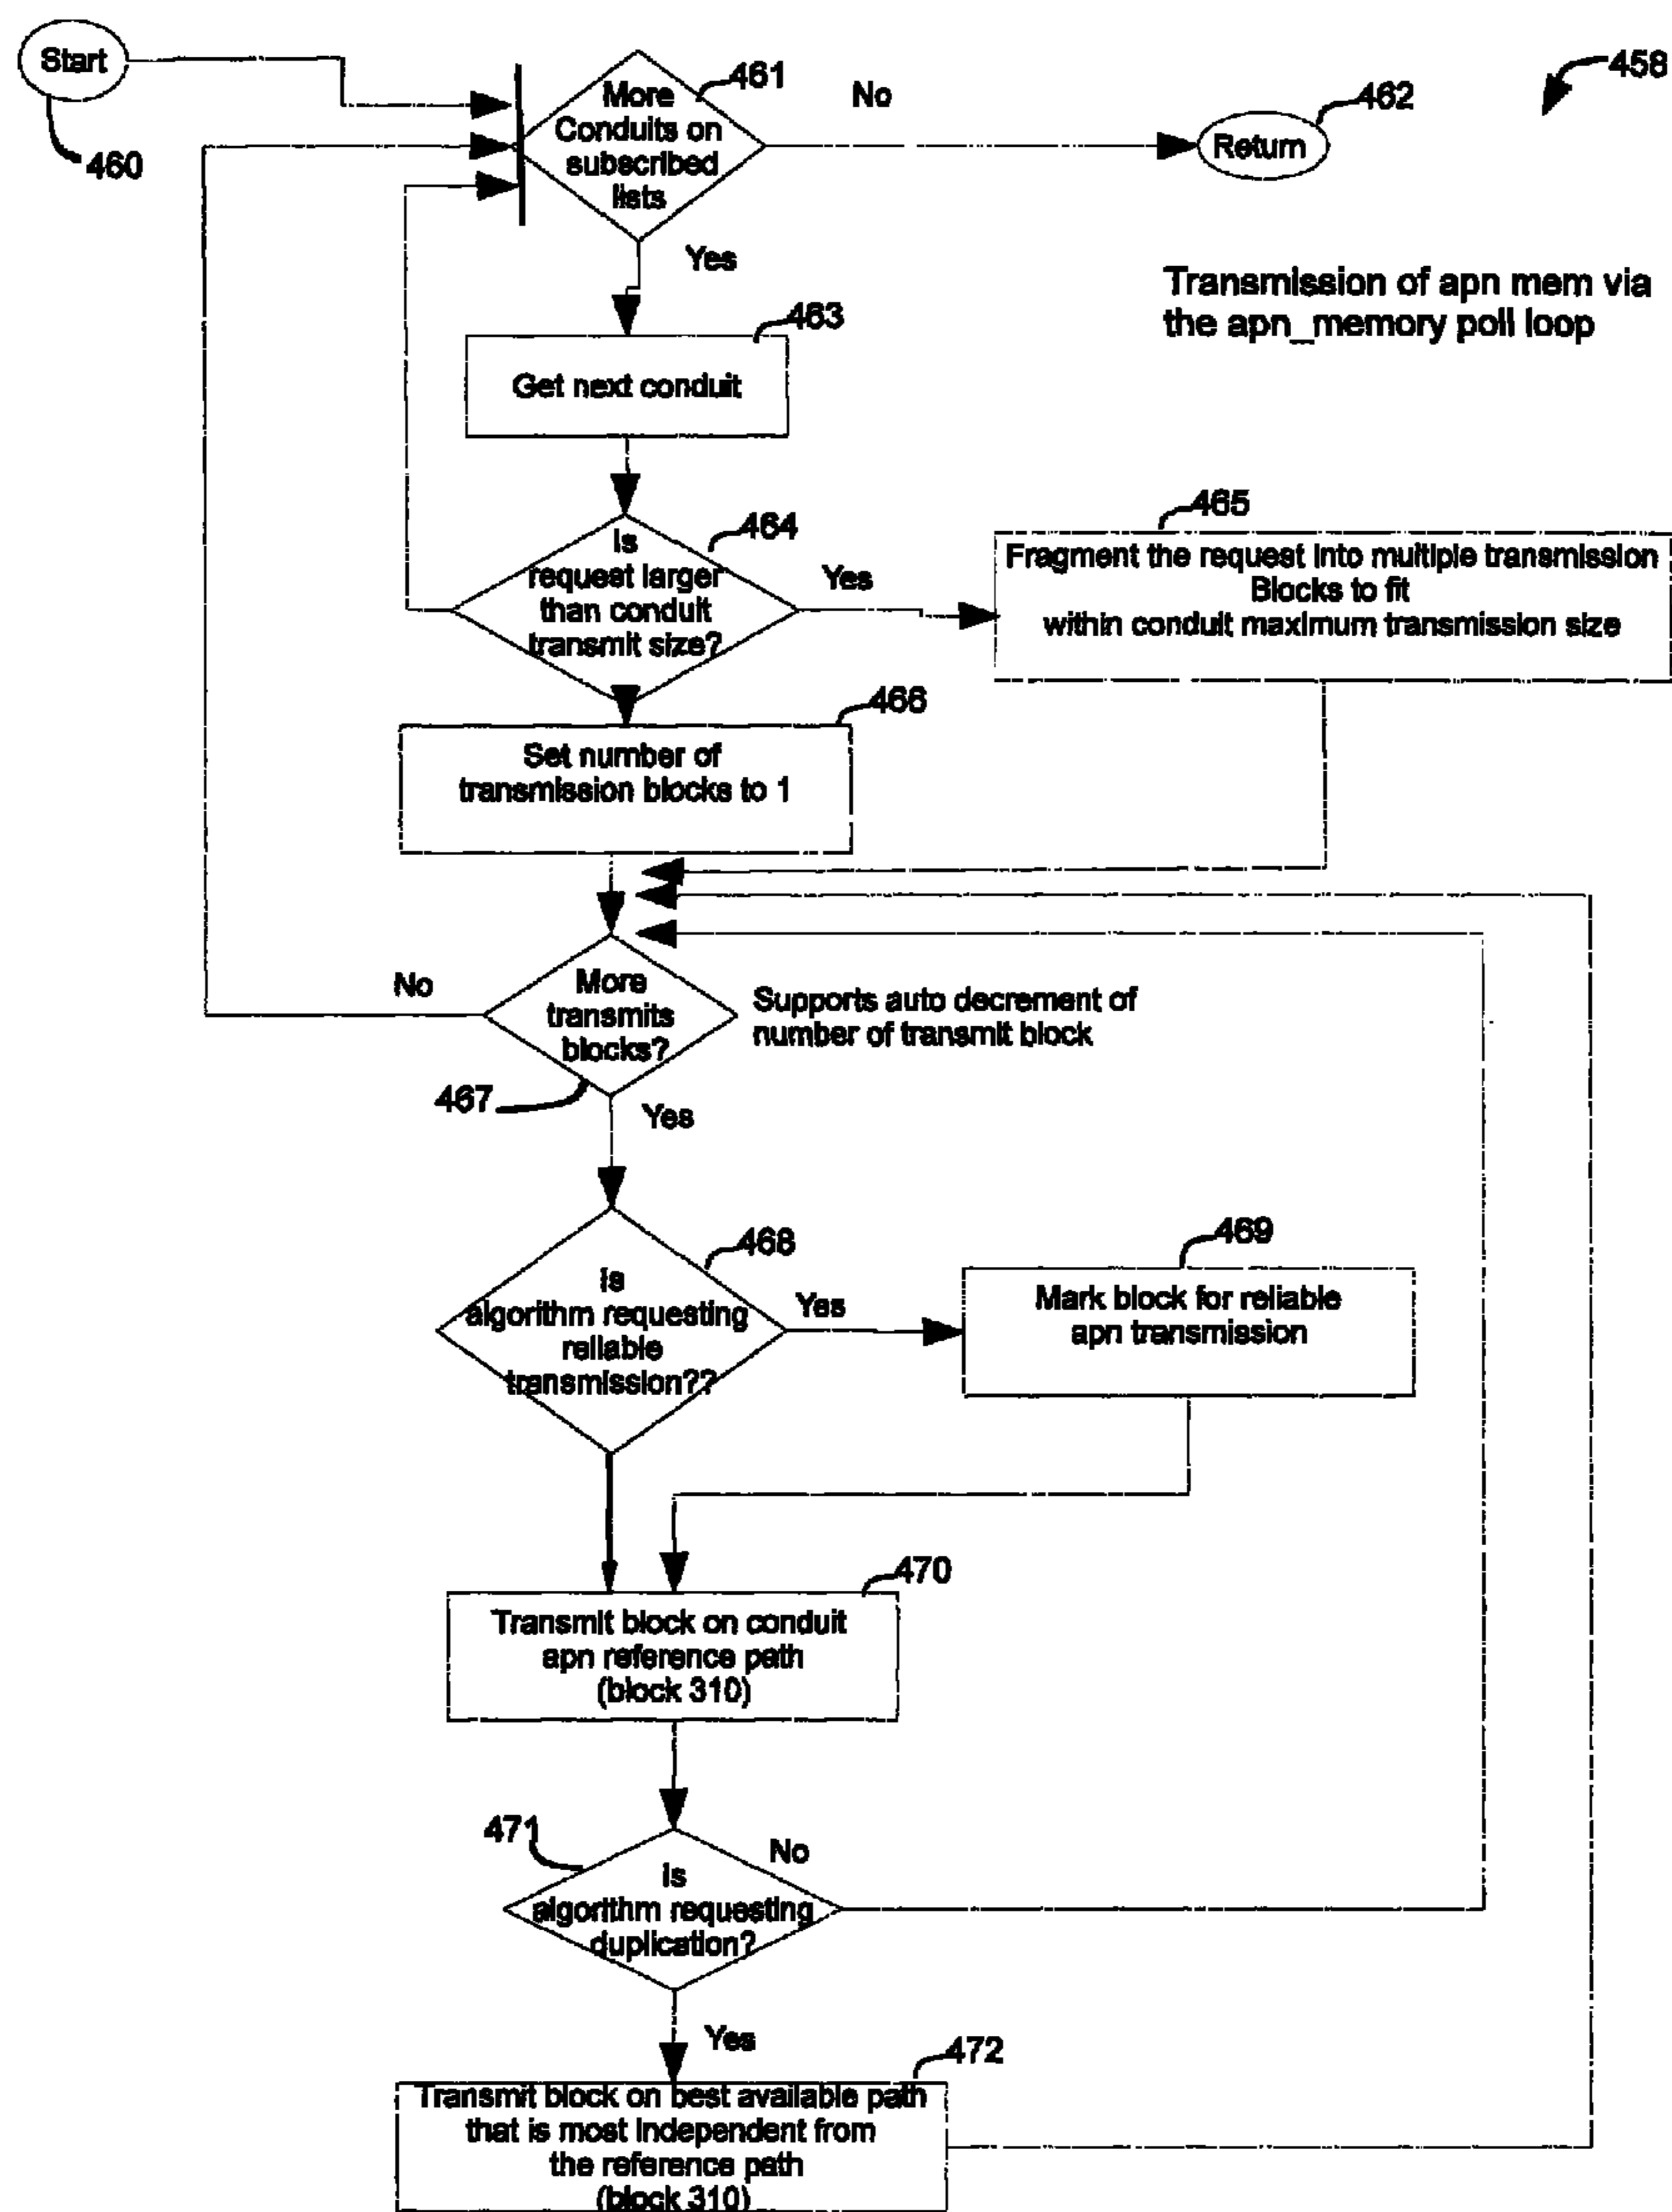 Start
460
More
Conduits on
subscribed
lists
461
No
Return
462
458
Yes
Transmission of apn mem via
the apn_memory poll loop
463
Get next conduit
464
Is
request larger
than conduit
transmit size?
Yes
465
Fragment the request into multiple transmission
Blocks to fit
within conduit maximum transmission size
466
Set number of
transmission blocks to 1
No
More
transmits
blocks?
Supports auto decrement of
number of transmit block
467
Yes
468
Is
algorithm requesting
reliable
transmission??
Yes
469
Mark block for reliable
apn transmission
470
Transmit block on conduit
apn reference path
(block 310)
471
No
Is
algorithm requesting
duplication?
Yes
472
Transmit block on best available path
that is most independent from
the reference path
(block 310)